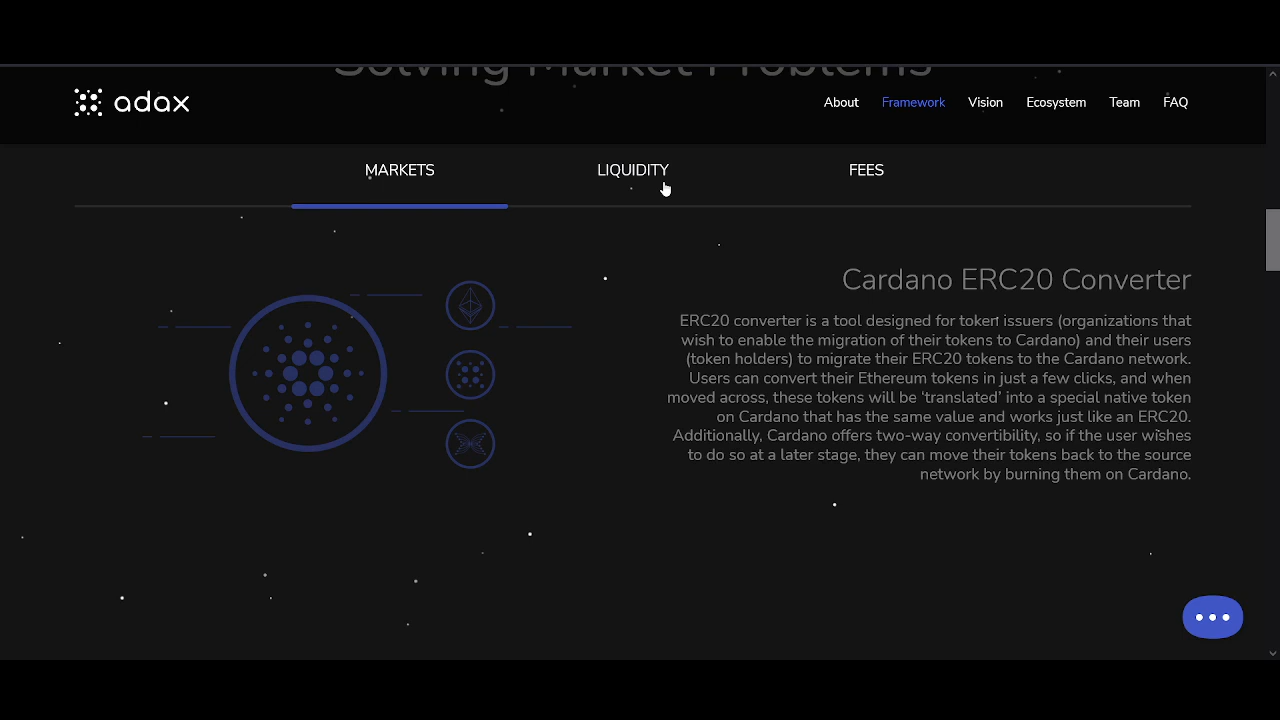 Solving Market Problems
adax
About Framework Vision Ecosystem Team FAQ
MARKETS LIQUIDITY FEES
Cardano ERC20 Converter
ERC20 converter is a tool designed for token issuers (organizations that
wish to enable the migration of their tokens to Cardano) and their users
(token holders) to migrate their ERC20 tokens to the Cardano network.
Users can convert their Ethereum tokens in just a few clicks, and when
moved across, these tokens will be ‘translated’ into a special native token
on Cardano that has the same value and works just like an ERC20.
Additionally, Cardano offers two-way convertibility, so if the user wishes
to do so at a later stage, they can move their tokens back to the source
network by burning them on Cardano.